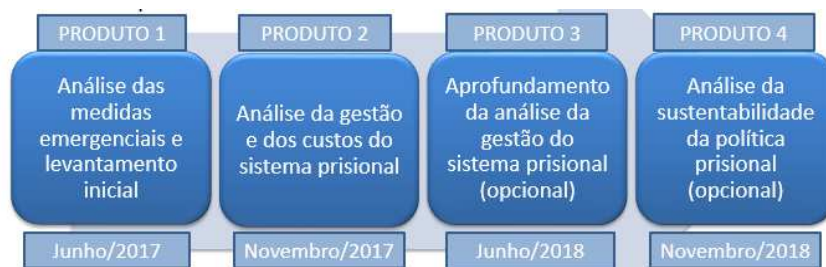 PRODUTO 1
Análise das
medidas
emergenciais e
levantamento
inicial
Junho/2017
PRODUTO 2
Análise da gestão
e dos custos do
sistema prisional
Novembro/2017
PRODUTO 3
Aprofundamento
da análise da
gestão do
sistema prisional
(opcional)
Junho/2018
PRODUTO 4
Análise da
sustentabilidade
da política
prisional
(opcional)
Novembro/2018